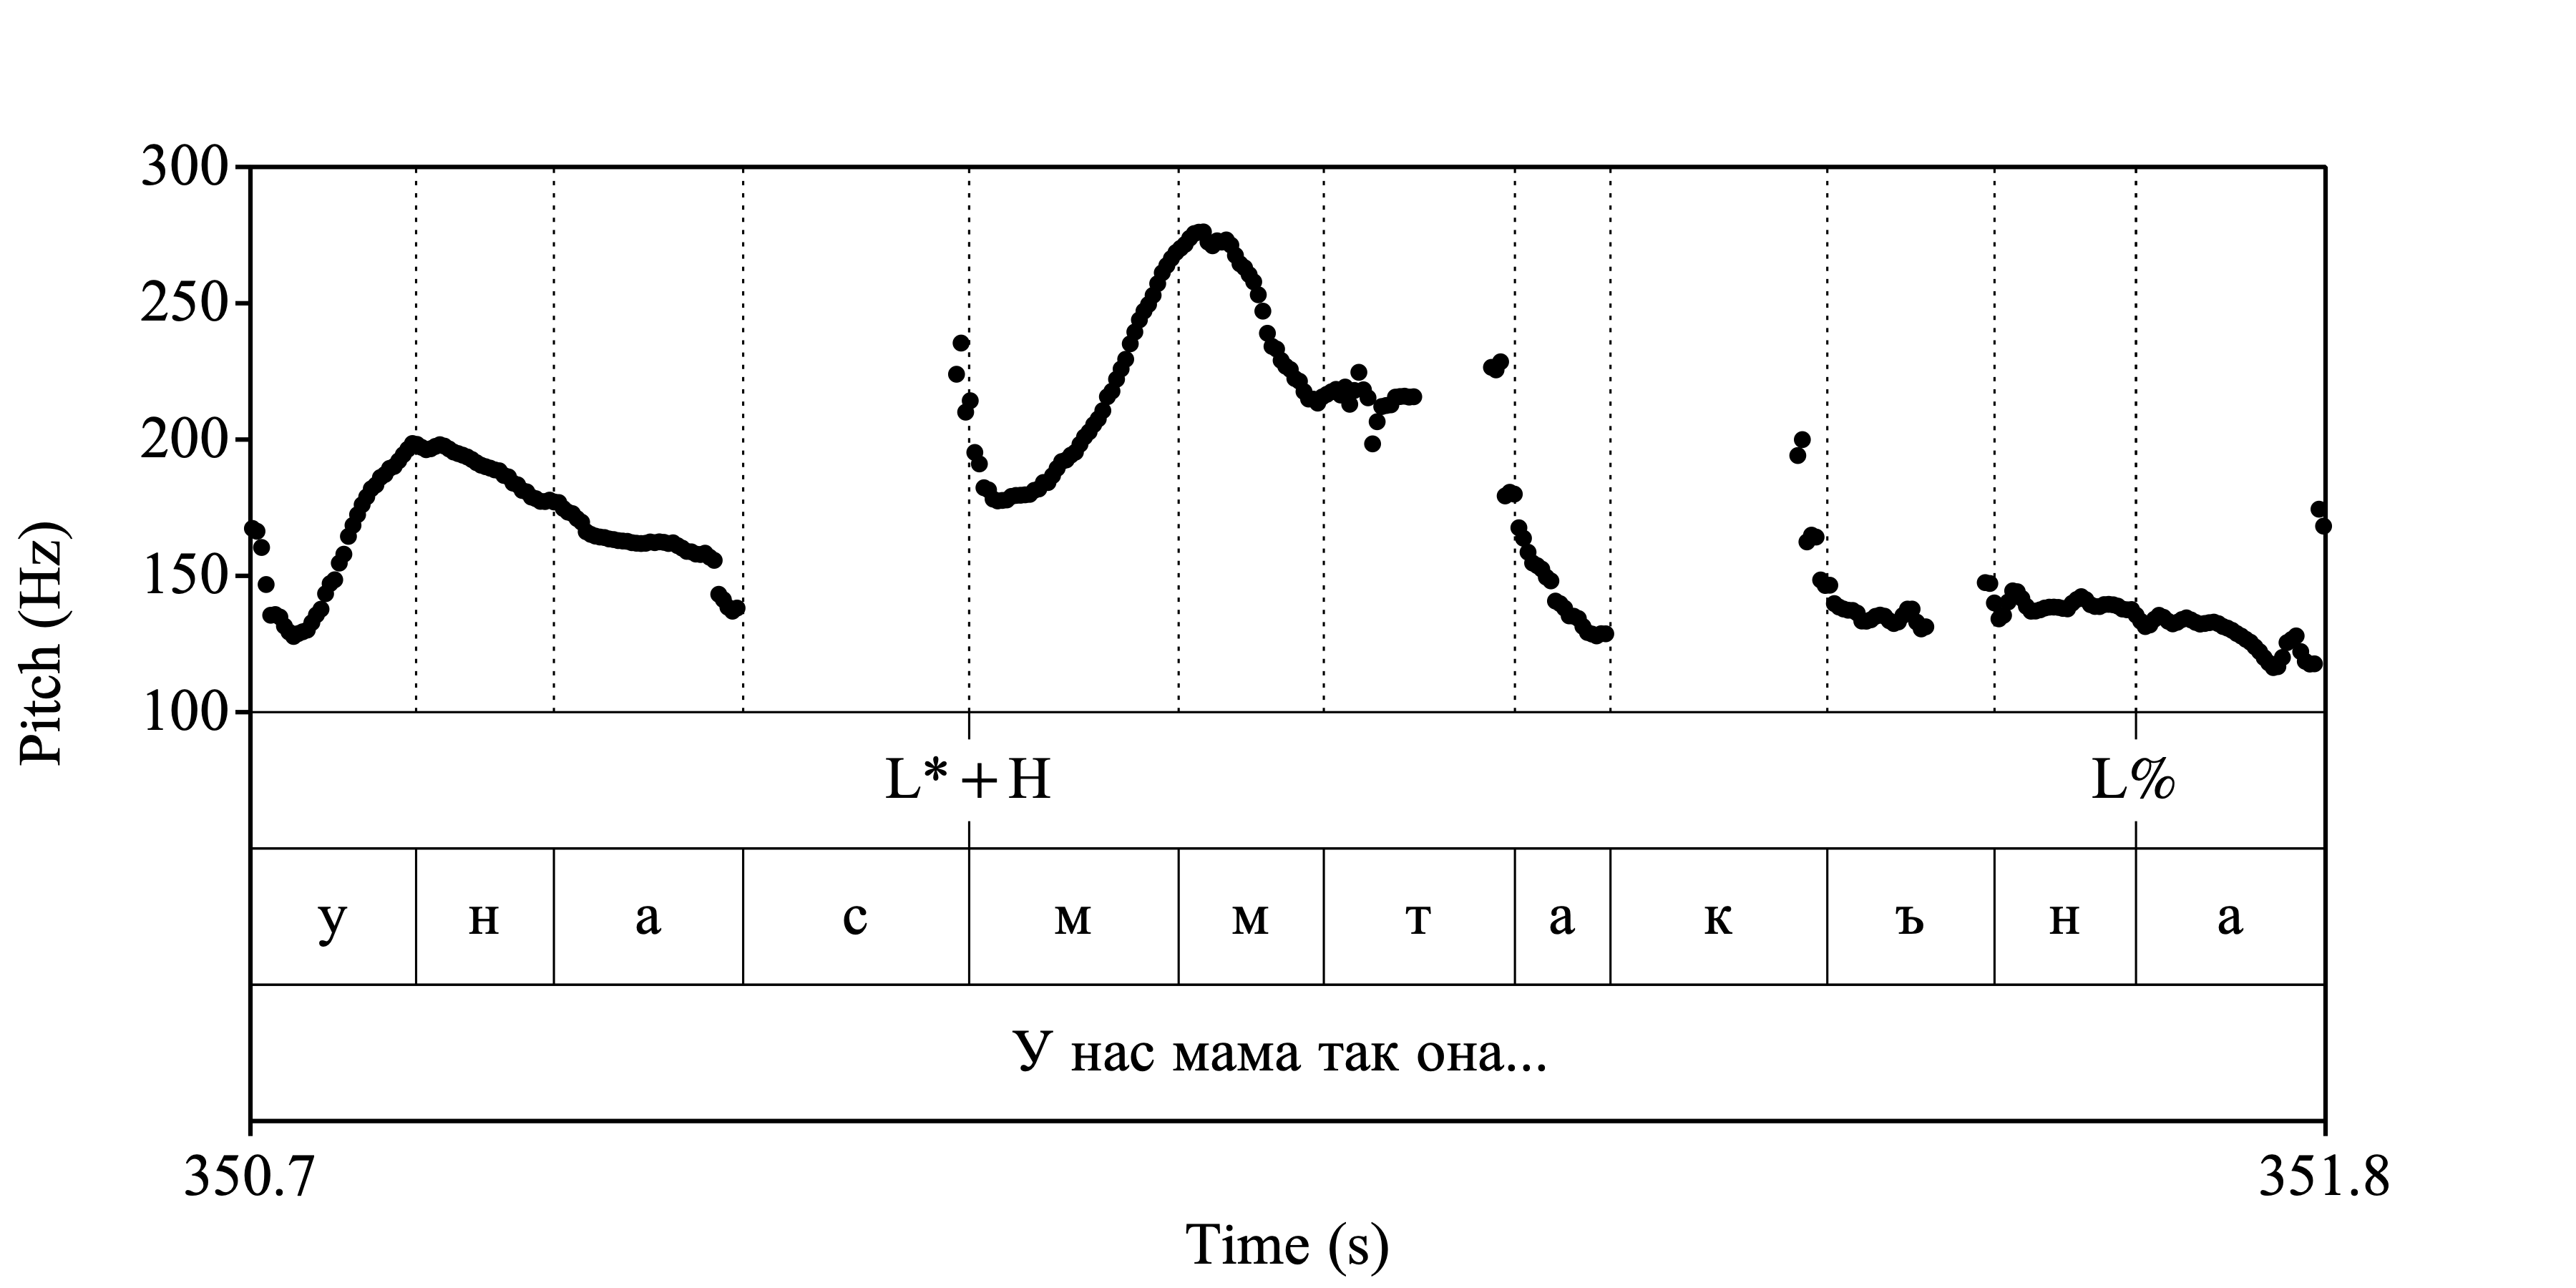 300
250
200
150
100
Pitch (Hz)
L*+H L%
у н а с м м т а к ъ н а
У нас мама так она...
350.7 351.8
Time (s)